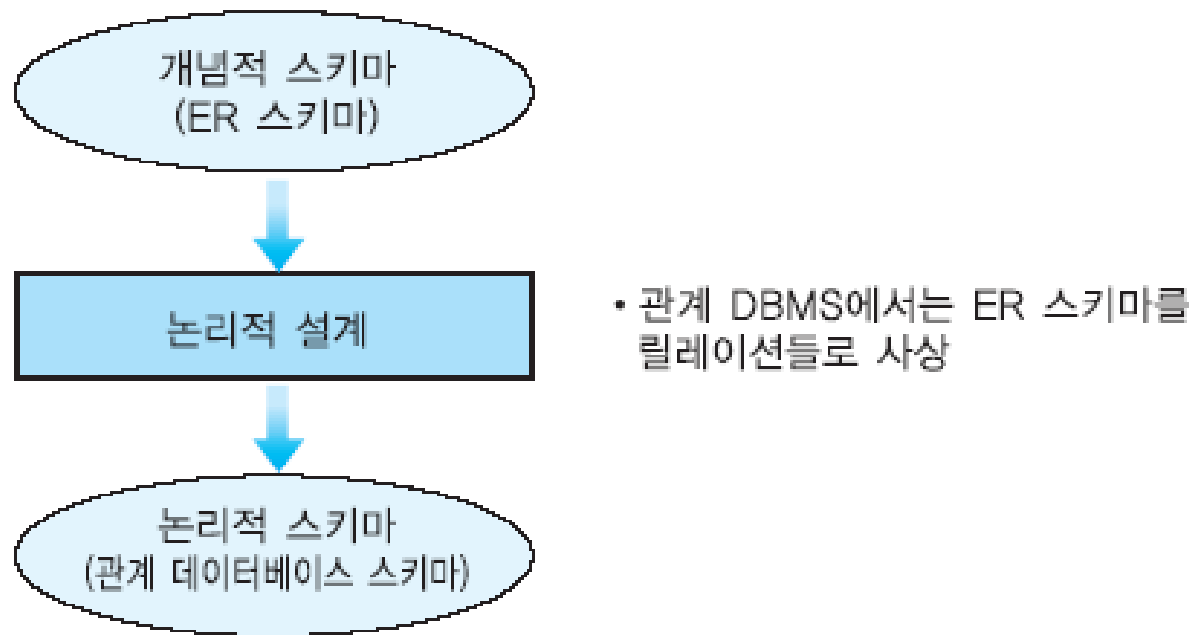 개념적 스키마
(ER 스키마)
논리적 설계
• 관계 DBMS에서는 ER 스키마를
릴레이션들로 사상
논리적 스키마
(관계 데이터베이스 스키마)